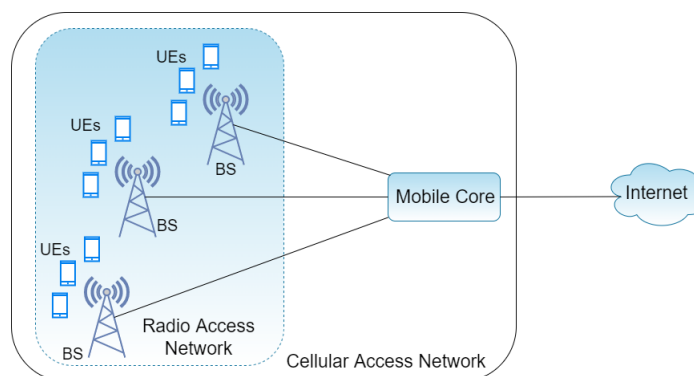 UEs
UEs
BS
Mobile Core
Internet
BS
UEs
Radio Access
Network
BS
Cellular Access Network